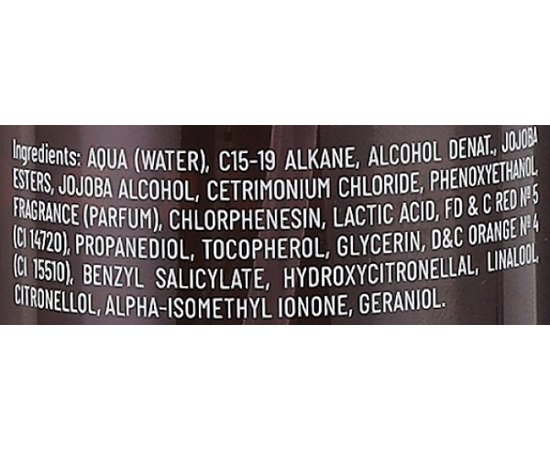 Ingredients: AQUA (WATER), C15-19 ALKANE, ALCOHOL DENAT., JOJOBA
ESTERS, JOJOBA ALCOHOL, CETRIMONIUM CHLORIDE, PHENOXYETHANOL,
FRAGRANCE (PARFUM), CHLORPHENESIN, LACTIC ACID, FD & C RED Nº 5
(CI 14720), PROPANEDIOL, TOCOPHEROL, GLYCERIN, D&C ORANGE Nº 4
(CI 15510), BENZYL SALICYLATE, HYDROXYCITRONELLAL, LINALOOL,
CITRONELLOL, ALPHA-ISOMETHYL IONONE, GERANIOL.